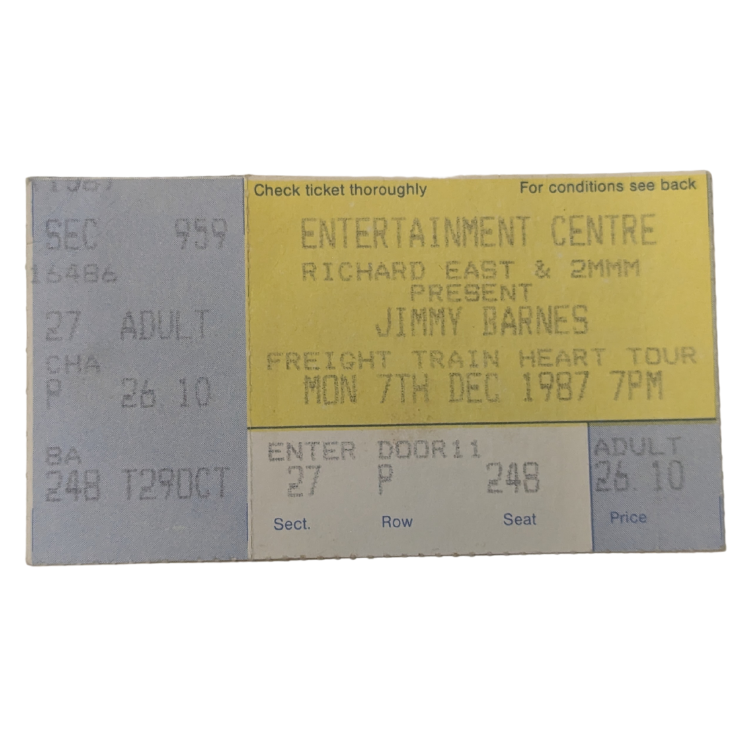 1987
SEC 959
16486
27 ADULT
CHA
P 26.10
BA
248 T29OCT
Check ticket thoroughly
For conditions see back
ENTERTAINMENT CENTRE
RICHARD EAST & 2MMM
PRESENT
JIMMY BARNES
FREIGHT TRAIN HEART TOUR
MON 7TH DEC 1987 7PM
ENTER DOOR11
27 P 248
Sect. Row Seat
ADULT
26.10
Price